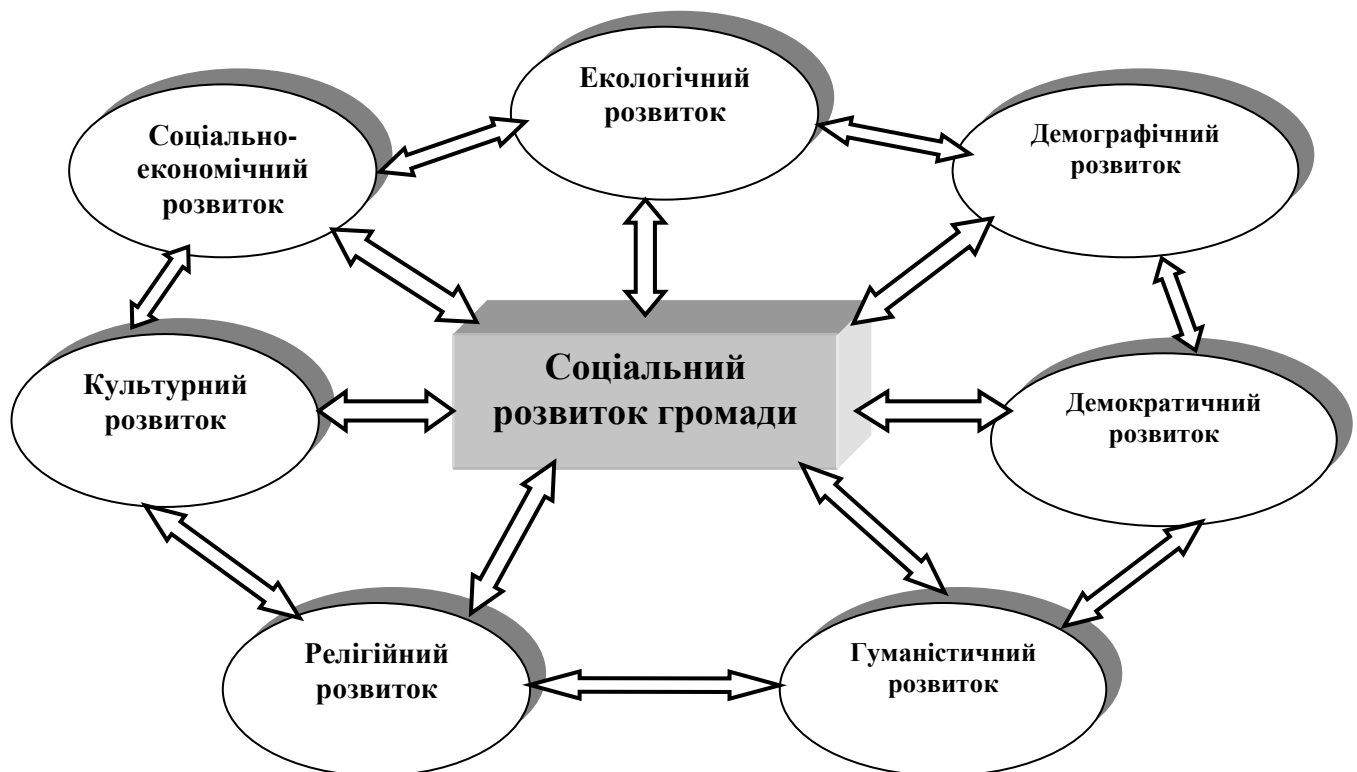 Екологічний
розвиток
Соціально-
економічний
розвиток
Демографічний
розвиток
Соціальний
розвиток громади
Культурний
розвиток
Демократичний
розвиток
Релігійний
розвиток
Гуманістичний
розвиток